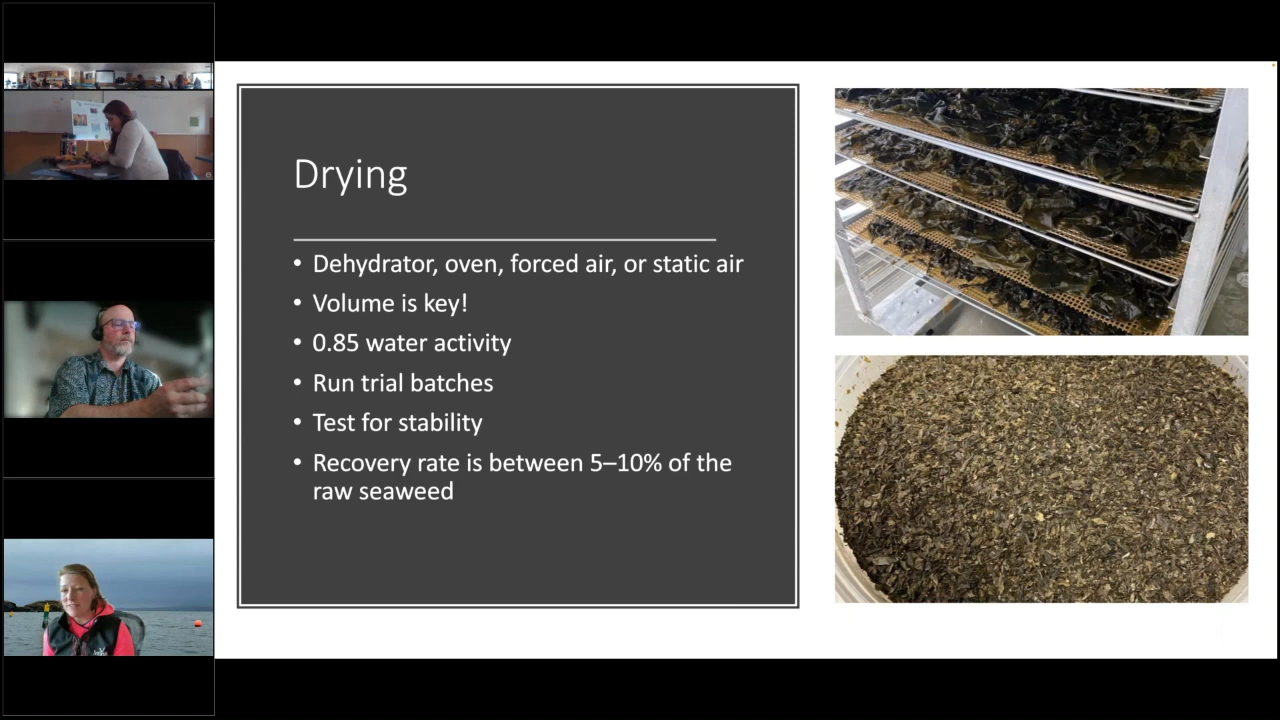 Drying
• Dehydrator, oven, forced air, or static air
• Volume is key!
• 0.85 water activity
• Run trial batches
• Test for stability
• Recovery rate is between 5–10% of the
raw seaweed